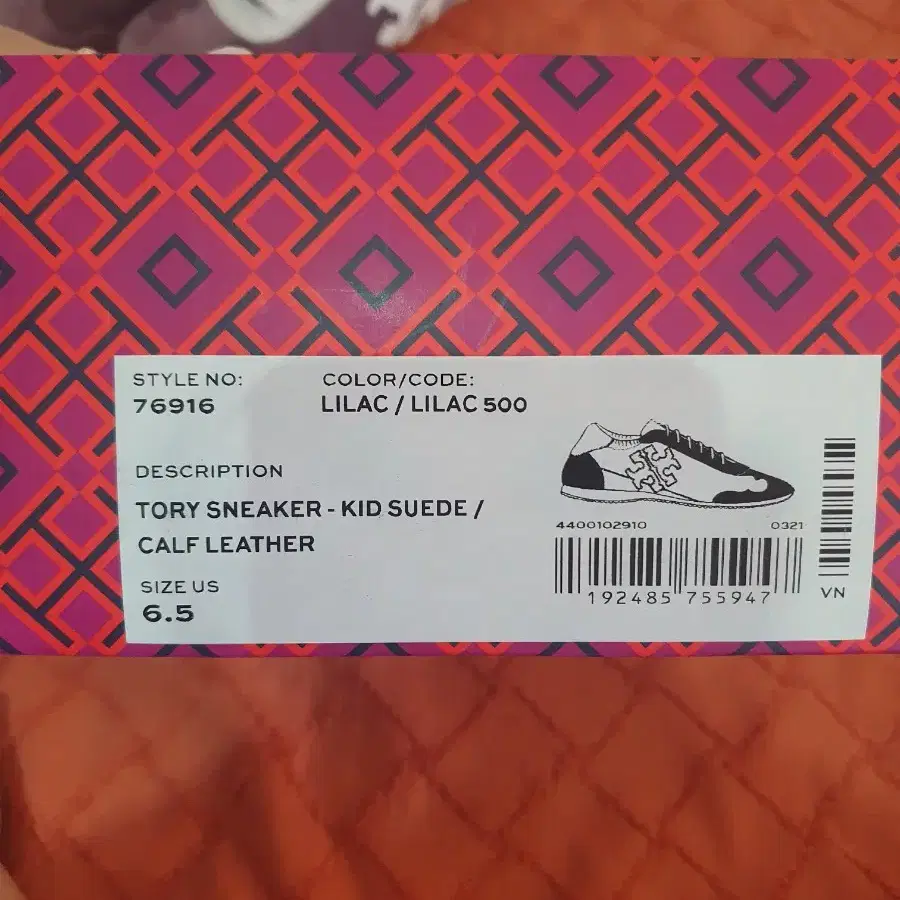 STYLE NO:
76916
COLOR/CODE:
LILAC / LILAC 500
DESCRIPTION
TORY SNEAKER - KID SUEDE /
CALF LEATHER
SIZE US
6.5
4400102910 0321
192485 755947
VN